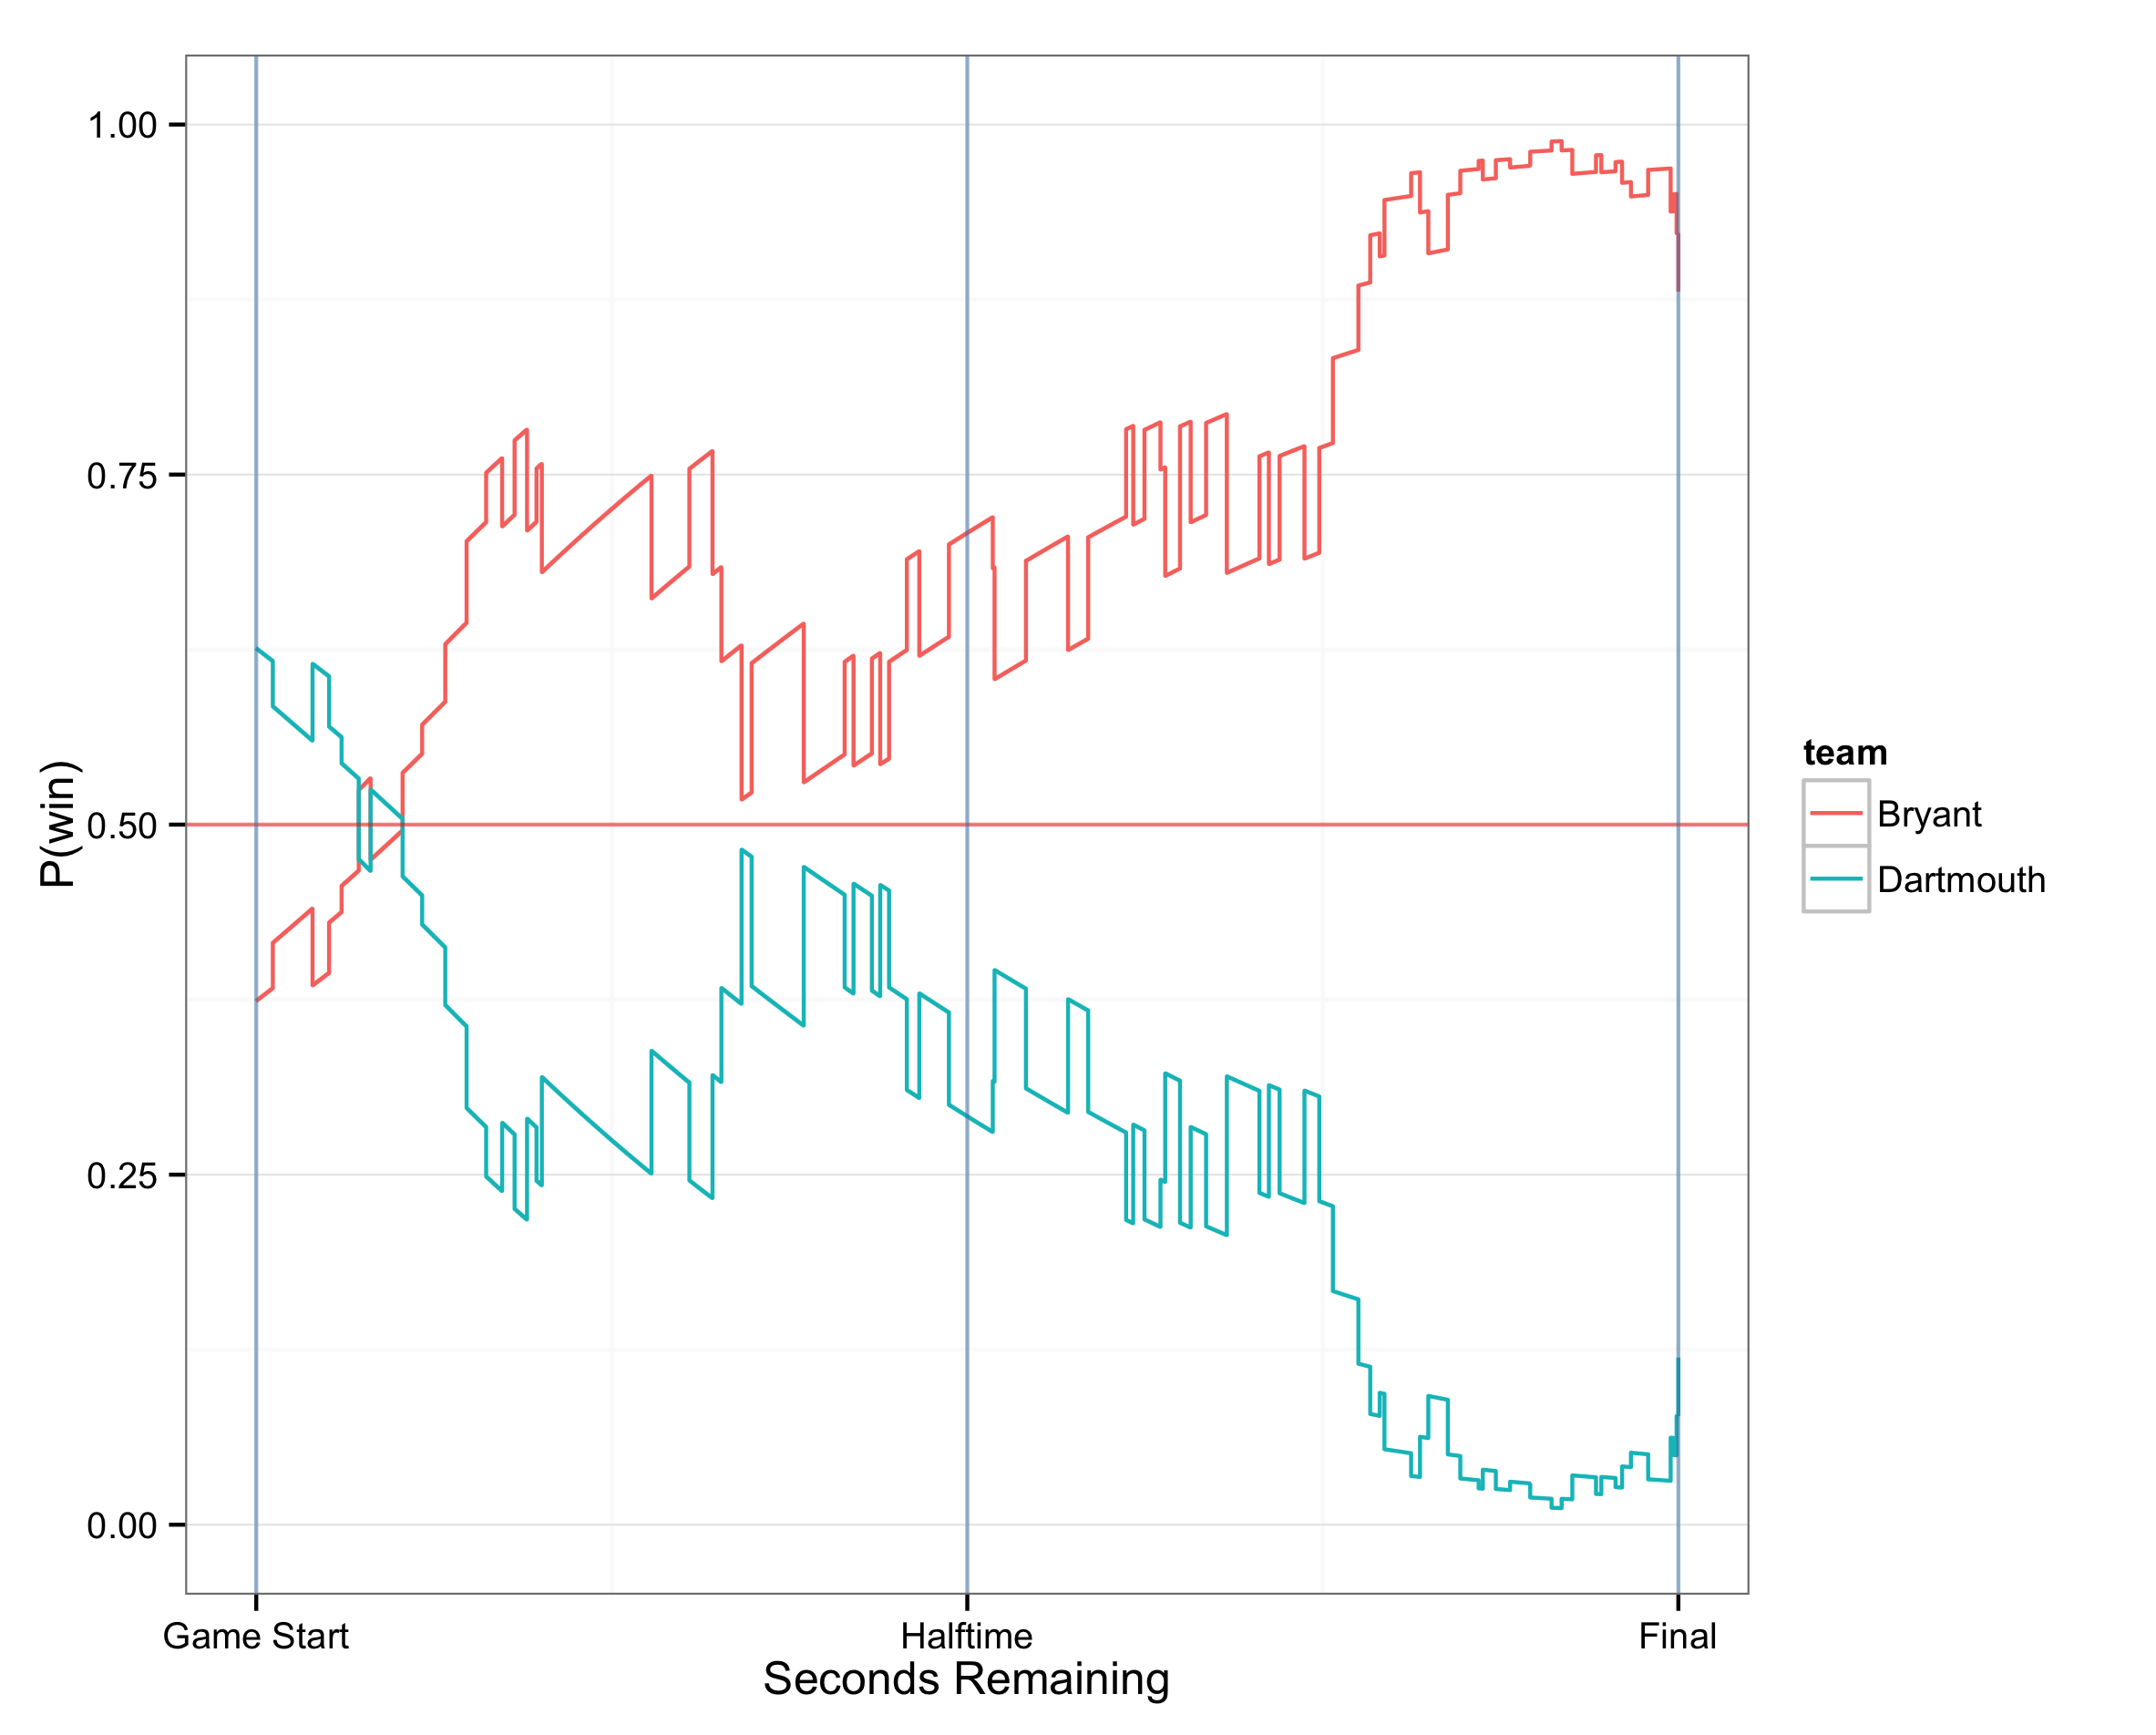 1.00
0.75
0.50
0.25
0.00
P(win)
Game Start
Halftime
Final
Seconds Remaining
team
Bryant
Dartmouth